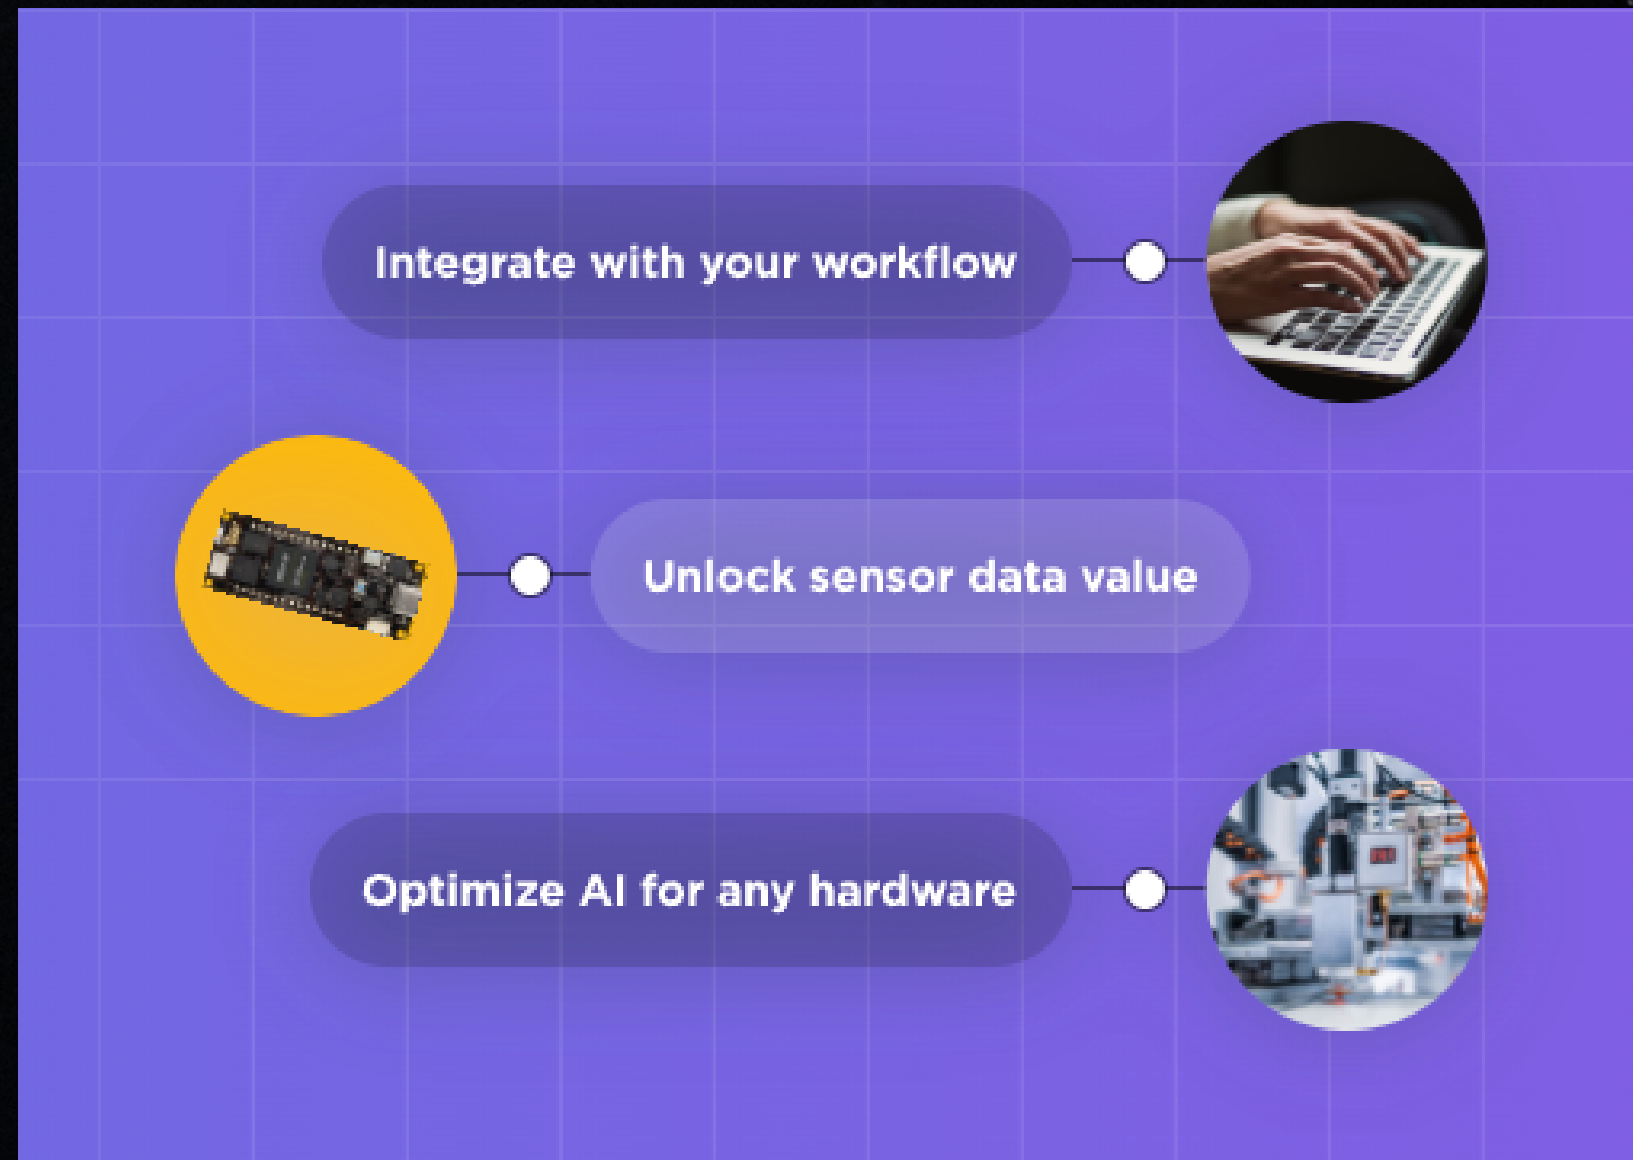 Integrate with your workflow
Unlock sensor data value
Optimize AI for any hardware